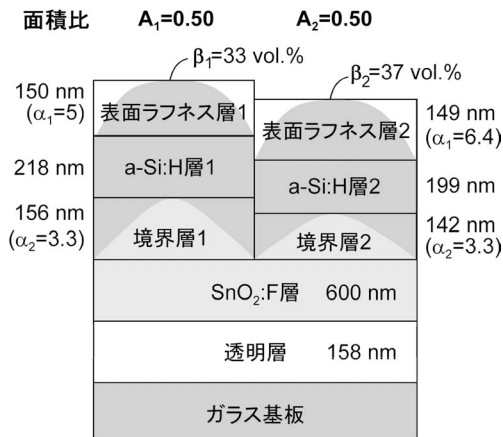 面積比 A₁=0.50 A₂=0.50
β₁=33 vol.%
β₂=37 vol.%
150 nm
(α₁=5)
表面ラフネス層1
表面ラフネス層2
149 nm
(α₁=6.4)
218 nm
a-Si:H層1
a-Si:H層2
199 nm
156 nm
(α₂=3.3)
境界層1
境界層2
142 nm
(α₂=3.3)
SnO₂:F層 600 nm
透明層 158 nm
ガラス基板